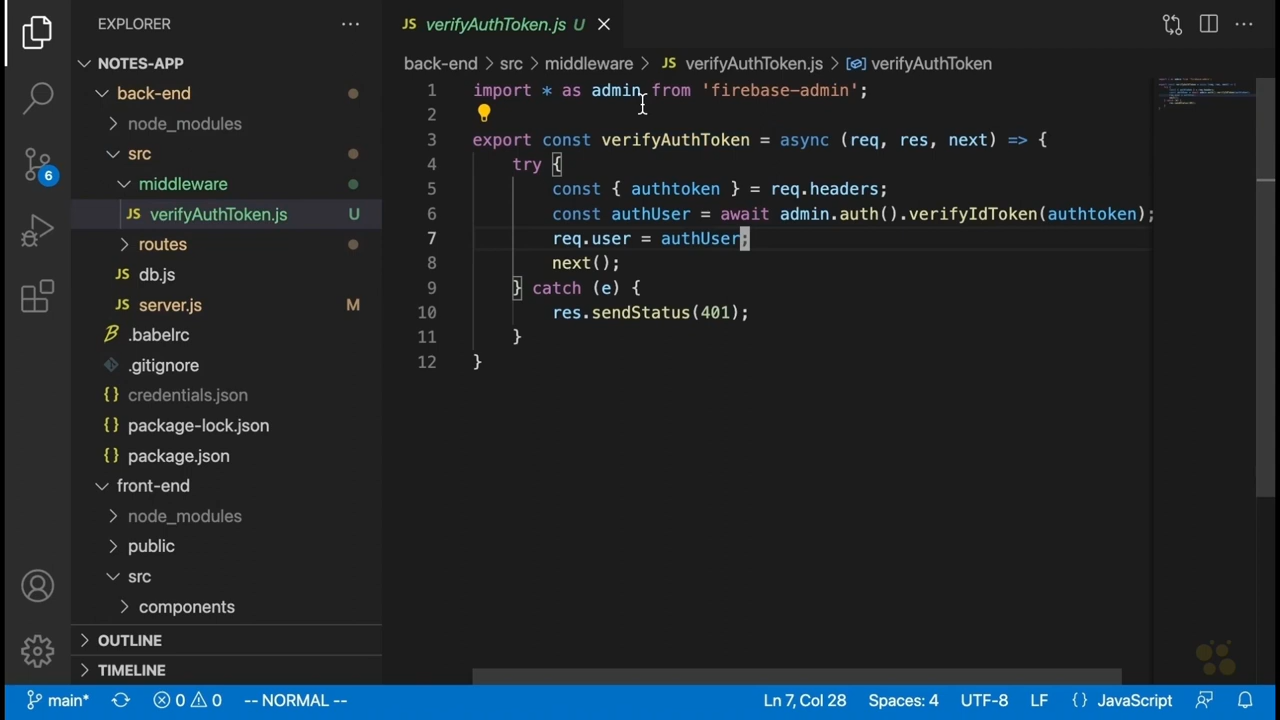 EXPLORER
NOTES-APP
back-end
node_modules
src
middleware
JS verifyAuthToken.js U
routes
JS db.js
JS server.js M
.babelrc
.gitignore
{} credentials.json
{} package-lock.json
{} package.json
front-end
node_modules
public
src
components
OUTLINE
TIMELINE
6
JS verifyAuthToken.js U
back-end > src > middleware > JS verifyAuthToken.js > verifyAuthToken
1 import * as admin from 'firebase-admin';
2
3 export const verifyAuthToken = async (req, res, next) => {
4 try {
5 const { authtoken } = req.headers;
6 const authUser = await admin.auth().verifyIdToken(authtoken);
7 req.user = authUser;
8 next();
9 } catch (e) {
10 res.sendStatus(401);
11 }
12 }
main* 0 0 -- NORMAL -- Ln 7, Col 28 Spaces: 4 UTF-8 LF {} JavaScript